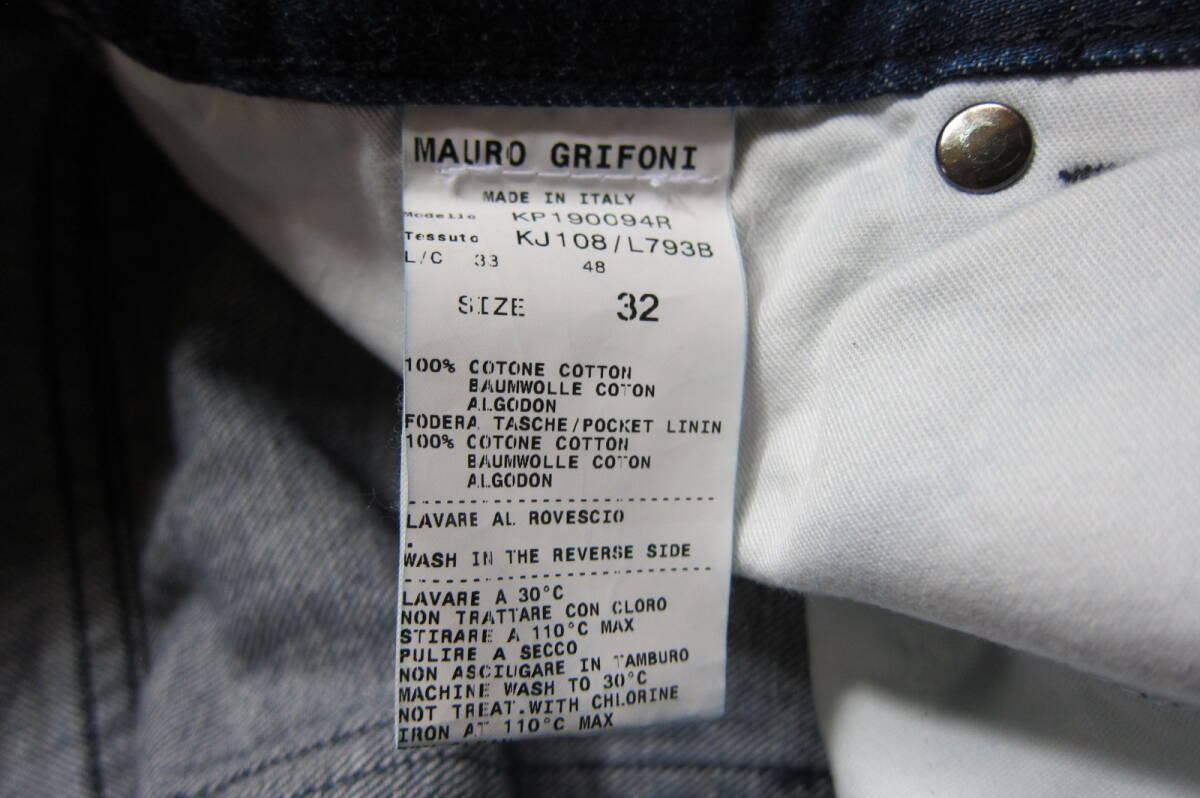 MAURO GRIFONI
MADE IN ITALY
Modello KP190094R
Tessuto KJ108/L793B
L/C 33 48
SIZE 32
100% COTONE COTTON
BAUMWOLLE COTON
ALGODON
FODERA TASCHE/POCKET LININ
100% COTONE COTTON
BAUMWOLLE COTON
ALGODON
LAVARE AL ROVESCIO
.
WASH IN THE REVERSE SIDE
LAVARE A 30°C
NON TRATTARE CON CLORO
STIRARE A 110°C MAX
PULIRE A SECCO
NON ASCIUGARE IN TAMBURO
MACHINE WASH TO 30°C
NOT TREAT.WITH CHLORINE
IRON AT 110°C MAX